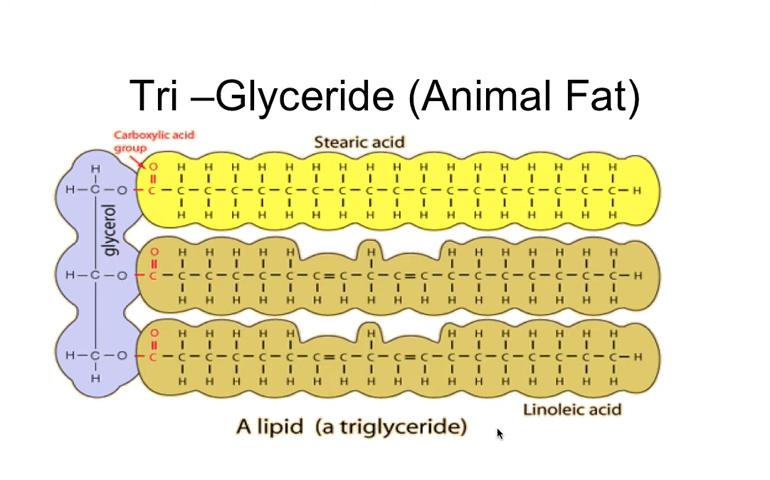 Tri –Glyceride (Animal Fat)
Carboxylic acid
group
Stearic acid
H O H H H H H H H H H H H H H H H H H
H C O C C C C C C C C C C C C C C C C C C H
H H H H H H H H H H H H H H H H H
glycerol
O H H H H H H H H H H H H H
H C O C C C C C C = C C C = C C C C C C C C C H
H H H H H H H H H H H H H H H H H
O H H H H H H H H H H H H H
H C O C C C C C C = C C C = C C C C C C C C C H
H H H H H H H H H H H H H H H H H H
Linoleic acid
A lipid (a triglyceride)